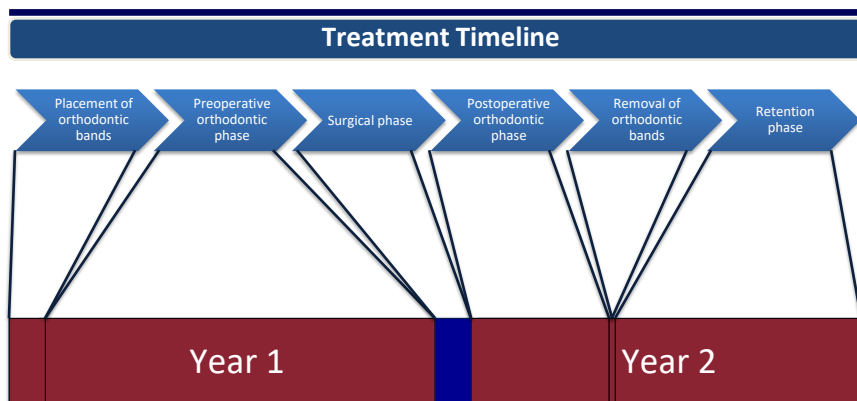 Treatment Timeline
Placement of
orthodontic
bands
Preoperative
orthodontic
phase
Surgical phase
Postoperative
orthodontic
phase
Removal of
orthodontic
bands
Retention
phase
Year 1
Year 2